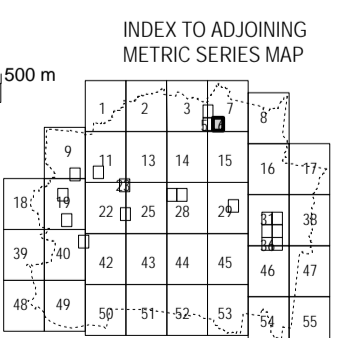 INDEX TO ADJOINING
METRIC SERIES MAP
500 m
1 2 3 7
8
9 11 13 14 15
16 17
18 19 22 25 28 29
38
39 40 42 43 44 45
46 47
48 49 50 51 52 53
54 55